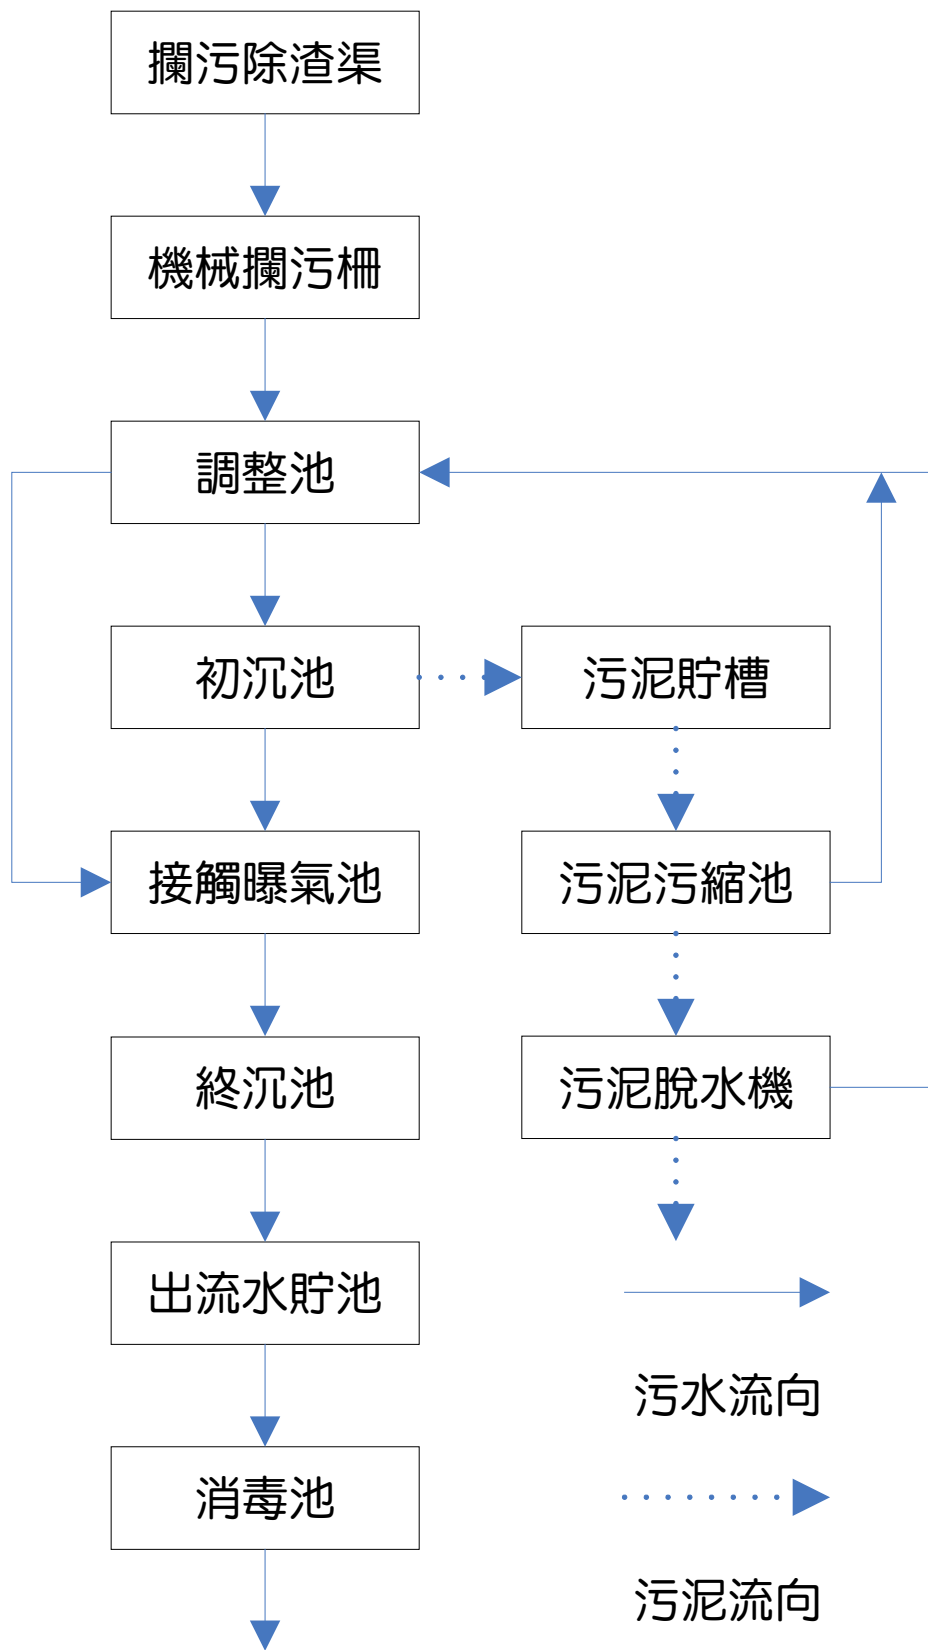 攔污除渣渠
機械攔污柵
調整池
初沉池
污泥貯槽
接觸曝氣池
污泥污縮池
終沉池
污泥脫水機
出流水貯池
污水流向
消毒池
污泥流向